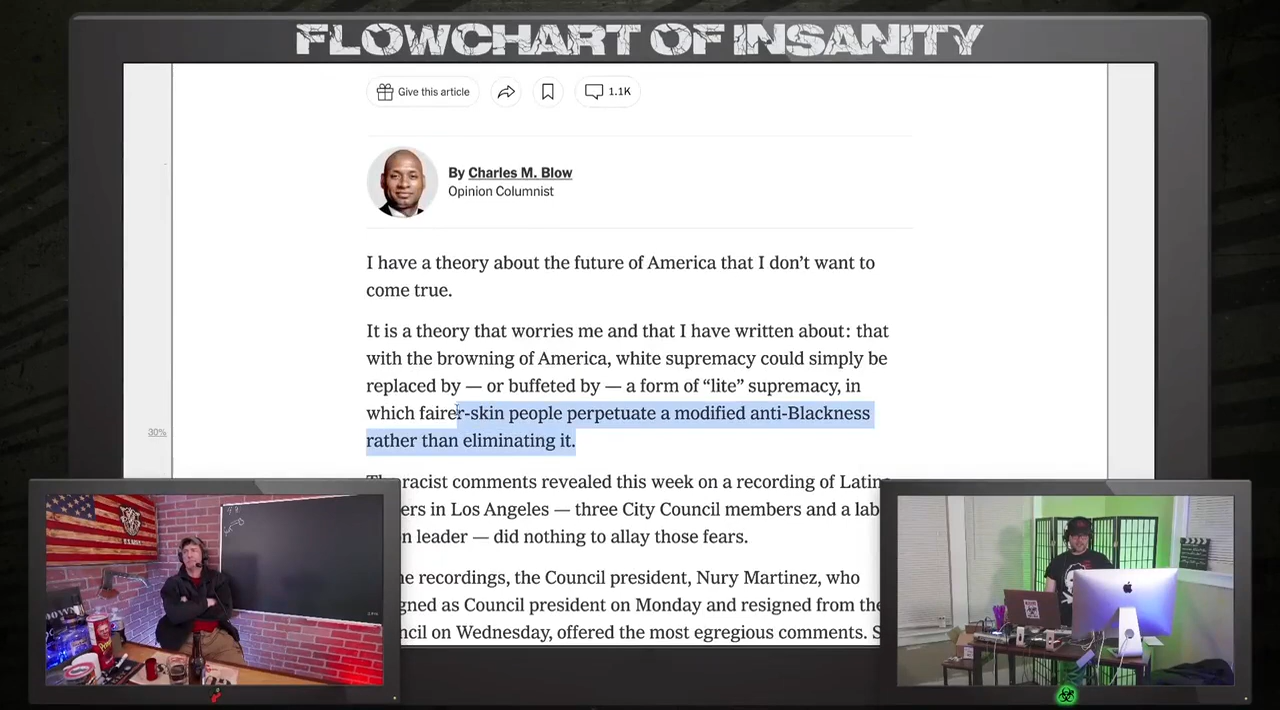 FLOWCHART OF INSANITY
Give this article
1.1K
By Charles M. Blow
Opinion Columnist
I have a theory about the future of America that I don't want to
come true.
It is a theory that worries me and that I have written about: that
with the browning of America, white supremacy could simply be
replaced by — or buffeted by — a form of “lite” supremacy, in
which fairer-skin people perpetuate a modified anti-Blackness
rather than eliminating it.
30%
racist comments revealed this week on a recording of Latin
ers in Los Angeles — three City Council members and a lab
n leader — did nothing to allay those fears.
e recordings, the Council president, Nury Martinez, who
gned as Council president on Monday and resigned from the
ncil on Wednesday, offered the most egregious comments. S